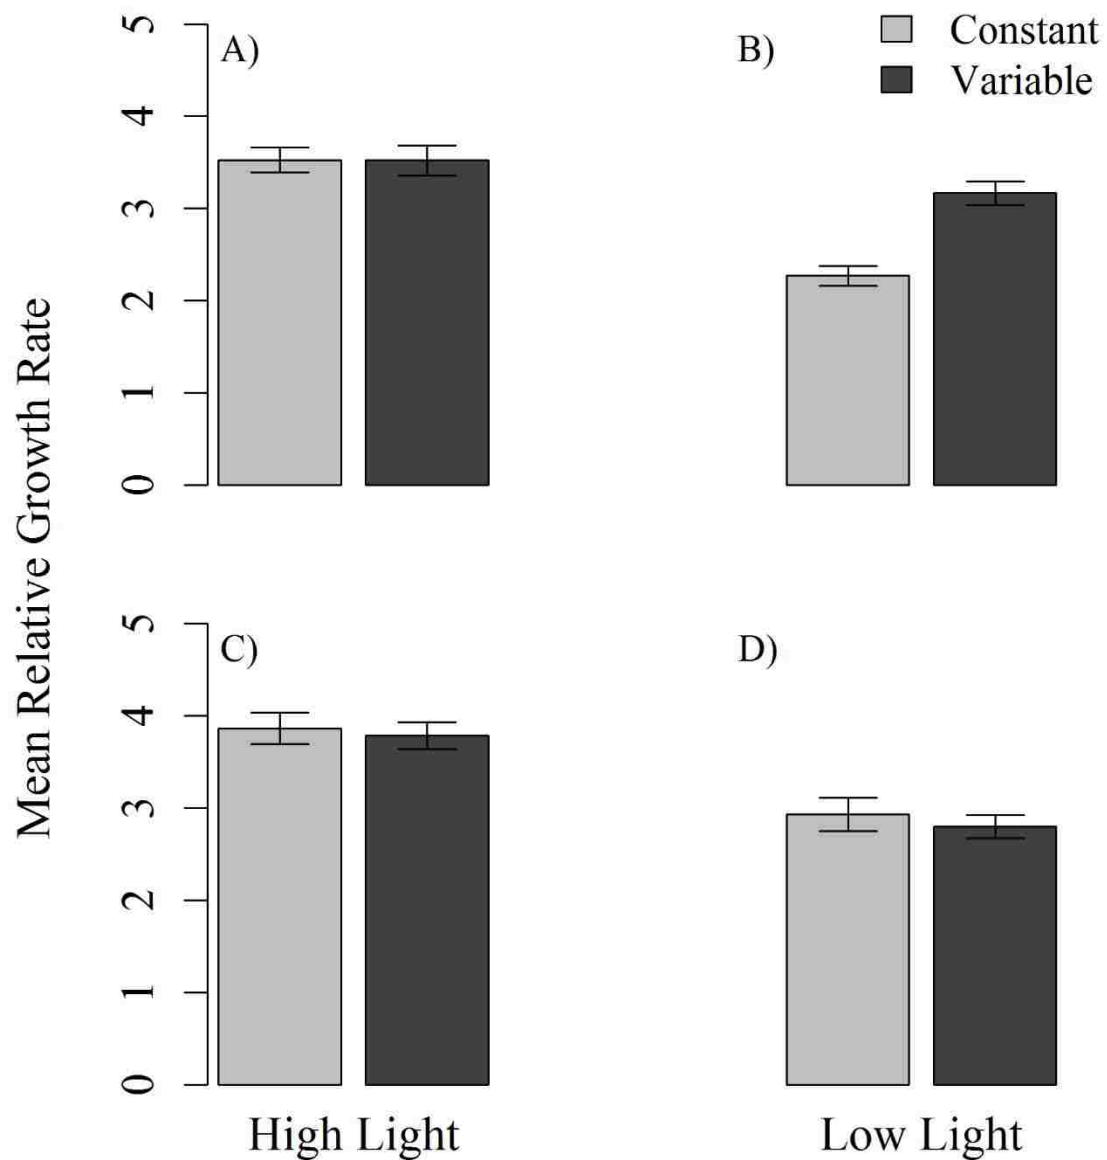 Mean Relative Growth Rate
A)
5
4
3
2
1
0
B)
Constant
Variable
C)
5
4
3
2
1
0
D)
High Light
Low Light